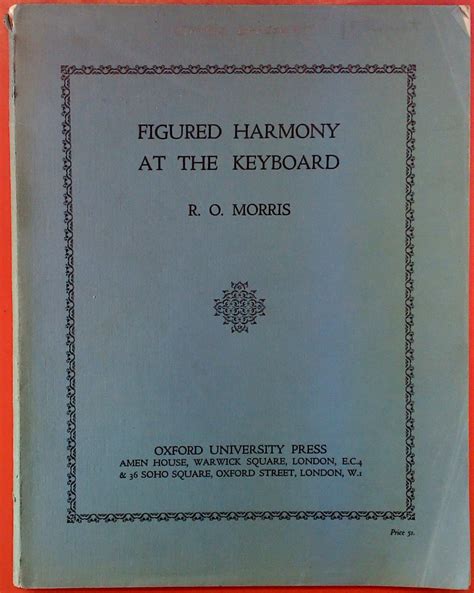 FIGURED HARMONY
AT THE KEYBOARD
R. O. MORRIS
OXFORD UNIVERSITY PRESS
AMEN HOUSE, WARWICK SQUARE, LONDON, E.C4
& 36 SOHO SQUARE, OXFORD STREET, LONDON, W.1
Price 5s.